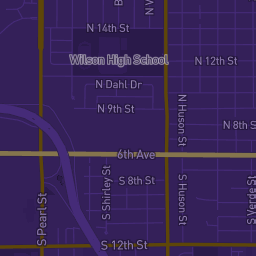 N 14th St
Wilson High School
N 12th St
N Dahl Dr
N 9th St
N Huson St
N 8th St
6th Ave
S 8th St
S Shirley St
S Huson St
S Verde St
S Pearl St
S 12th St